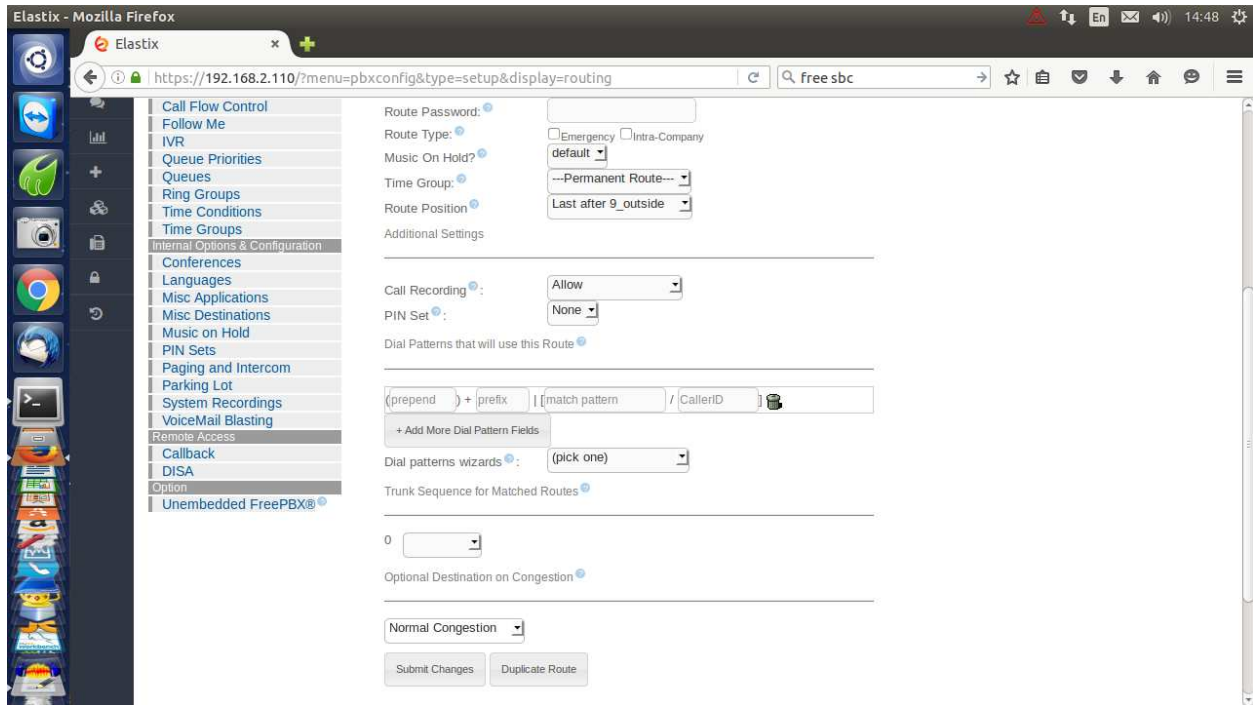 Elastix - Mozilla Firefox
En
14:48
Elastix
https://192.168.2.110/?menu=pbxconfig&type=setup&display=routing
free sbc
Call Flow Control
Follow Me
IVR
Queue Priorities
Queues
Ring Groups
Time Conditions
Time Groups
Internal Options & Configuration
Conferences
Languages
Misc Applications
Misc Destinations
Music on Hold
PIN Sets
Paging and Intercom
Parking Lot
System Recordings
VoiceMail Blasting
Remote Access
Callback
DISA
Option
Unembedded FreePBX®
Route Password:
Route Type: Emergency Intra-Company
Music On Hold? default
Time Group: ---Permanent Route---
Route Position Last after 9_outside
Additional Settings
Call Recording : Allow
PIN Set : None
Dial Patterns that will use this Route
(prepend ) + prefix | [match pattern / CallerID ]
+ Add More Dial Pattern Fields
Dial patterns wizards : (pick one)
Trunk Sequence for Matched Routes
0
Optional Destination on Congestion
Normal Congestion
Submit Changes Duplicate Route